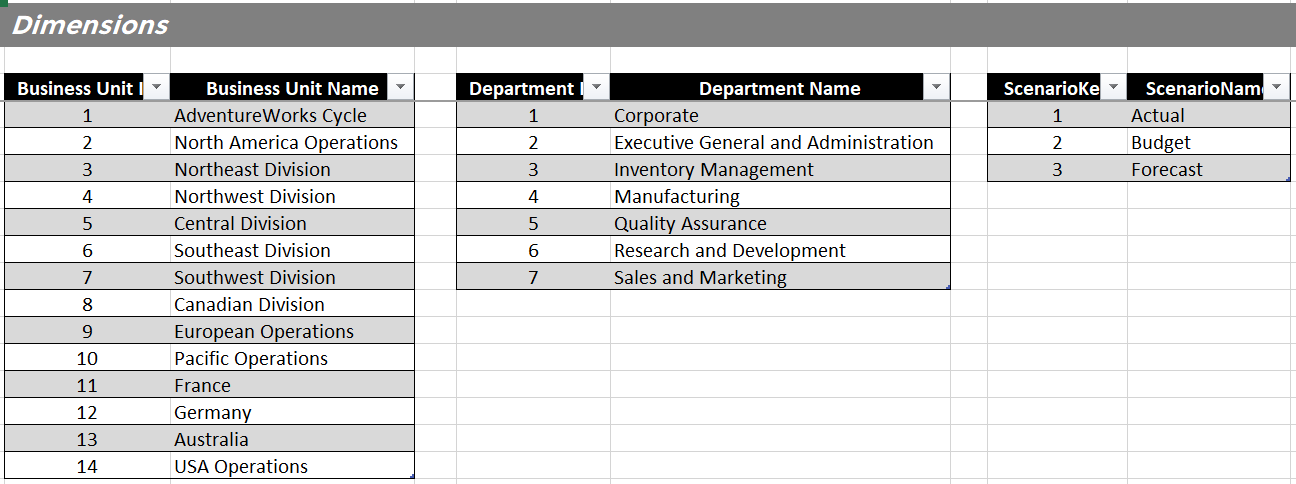 Dimensions
Business Unit I Business Unit Name Department I Department Name ScenarioKe ScenarioNam
1 AdventureWorks Cycle 1 Corporate 1 Actual
2 North America Operations 2 Executive General and Administration 2 Budget
3 Northeast Division 3 Inventory Management 3 Forecast
4 Northwest Division 4 Manufacturing
5 Central Division 5 Quality Assurance
6 Southeast Division 6 Research and Development
7 Southwest Division 7 Sales and Marketing
8 Canadian Division
9 European Operations
10 Pacific Operations
11 France
12 Germany
13 Australia
14 USA Operations